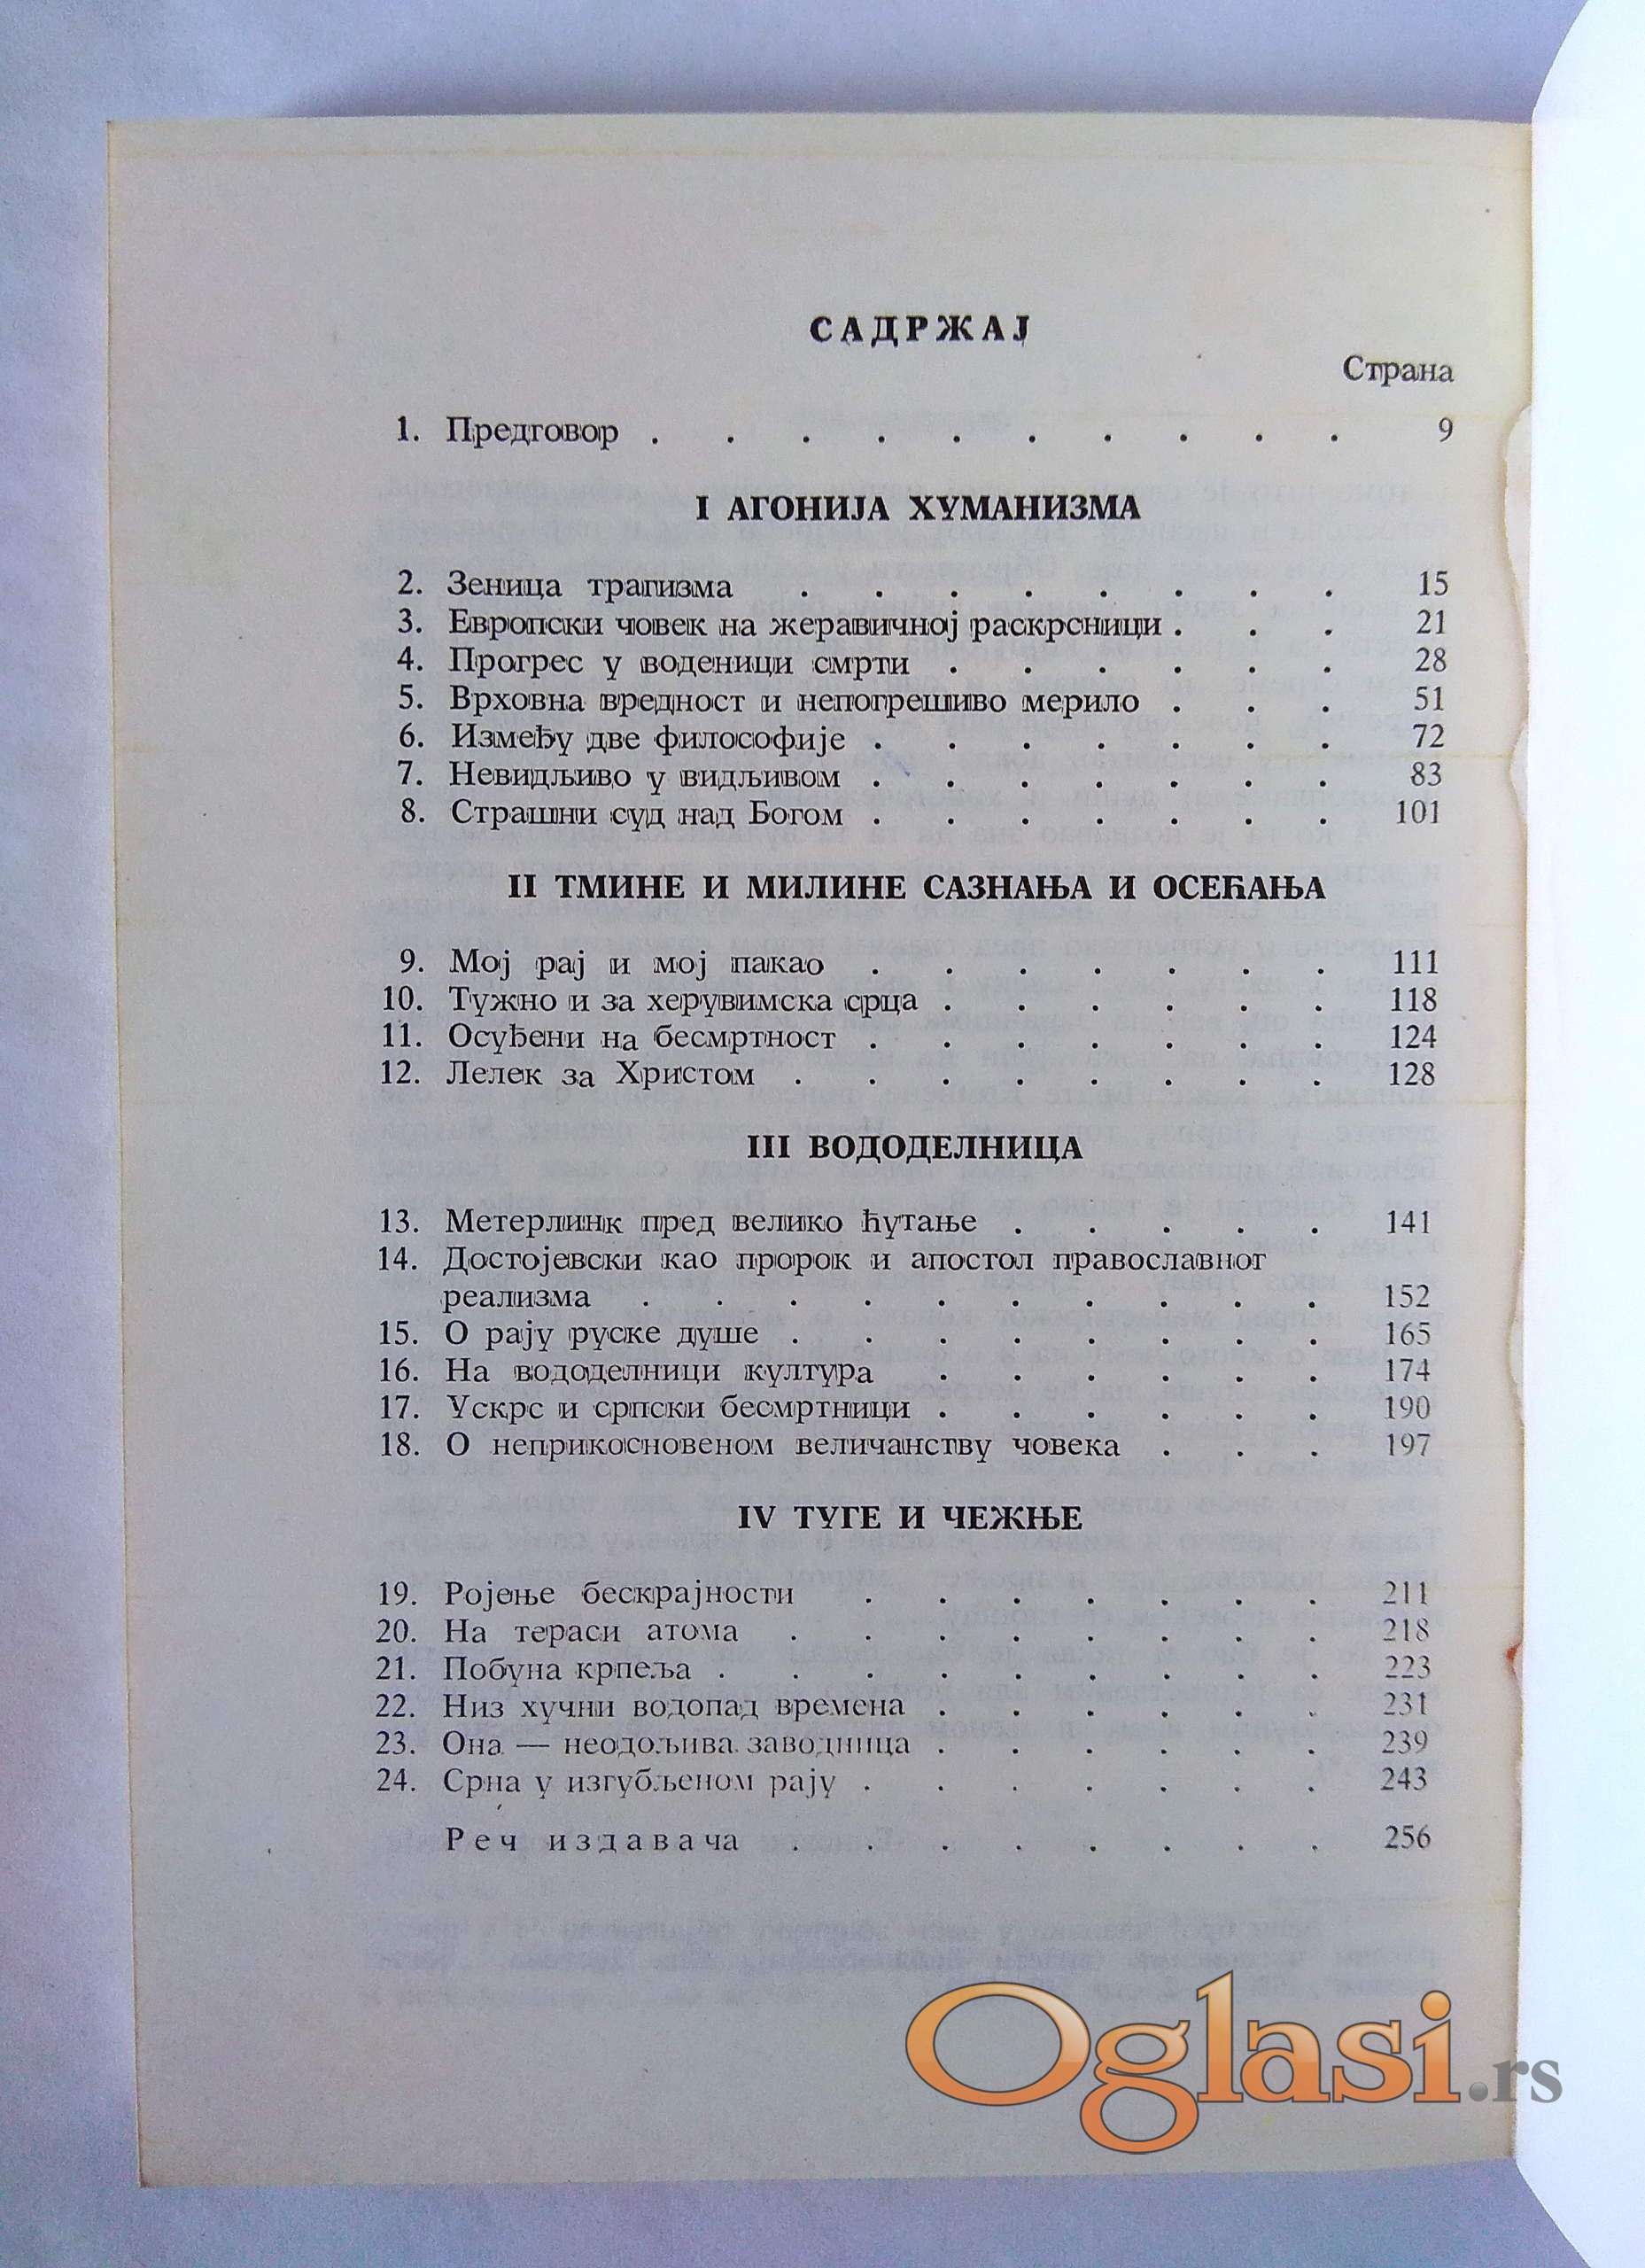 САДРЖАЈ
Страна
1. Предговор . . . . . . . . . . 9
I АГОНИЈА ХУМАНИЗМА
2. Зеница трагизма . . . . . . . . 15
3. Европски човек на жеравичној раскрсници . . . 21
4. Прогрес у воденици смрти . . . . . . 28
5. Врховна вредност и непогрешиво мерило . . . 51
6. Између две философије . . . . . . . 72
7. Невидљиво у видљивом . . . . . . . 83
8. Страшни суд над Богом . . . . . . . 101
II ТМИНЕ И МИЛИНЕ САЗНАЊА И ОСЕЋАЊА
9. Мој рај и мој пакао . . . . . . . 111
10. Тужно и за херувимска срца . . . . . . 118
11. Осуђени на бесмртност . . . . . . . 124
12. Лелек за Христом . . . . . . . . 128
III ВОДОДЕЛНИЦА
13. Метерлинк пред велико ћутање . . . . . 141
14. Достојевски као пророк и апостол православног
реализма . . . . . . . . . . 152
15. О рају руске душе . . . . . . . . 165
16. На вододелници култура . . . . . . 174
17. Ускрс и српски бесмртници . . . . . . 190
18. О неприкосновеном величанству човека . . . 197
IV ТУГЕ И ЧЕЖЊЕ
19. Ројење бескрајности . . . . . . . 211
20. На тераси атома . . . . . . . . 218
21. Побуна крпеља . . . . . . . . . 223
22. Низ хучни водопад времена . . . . . . 231
23. Она — неодољива заводница . . . . . . 239
24. Срна у изгубљеном рају . . . . . . . 243
Реч издавача . . . . . . . . 256
Oglasi.rs